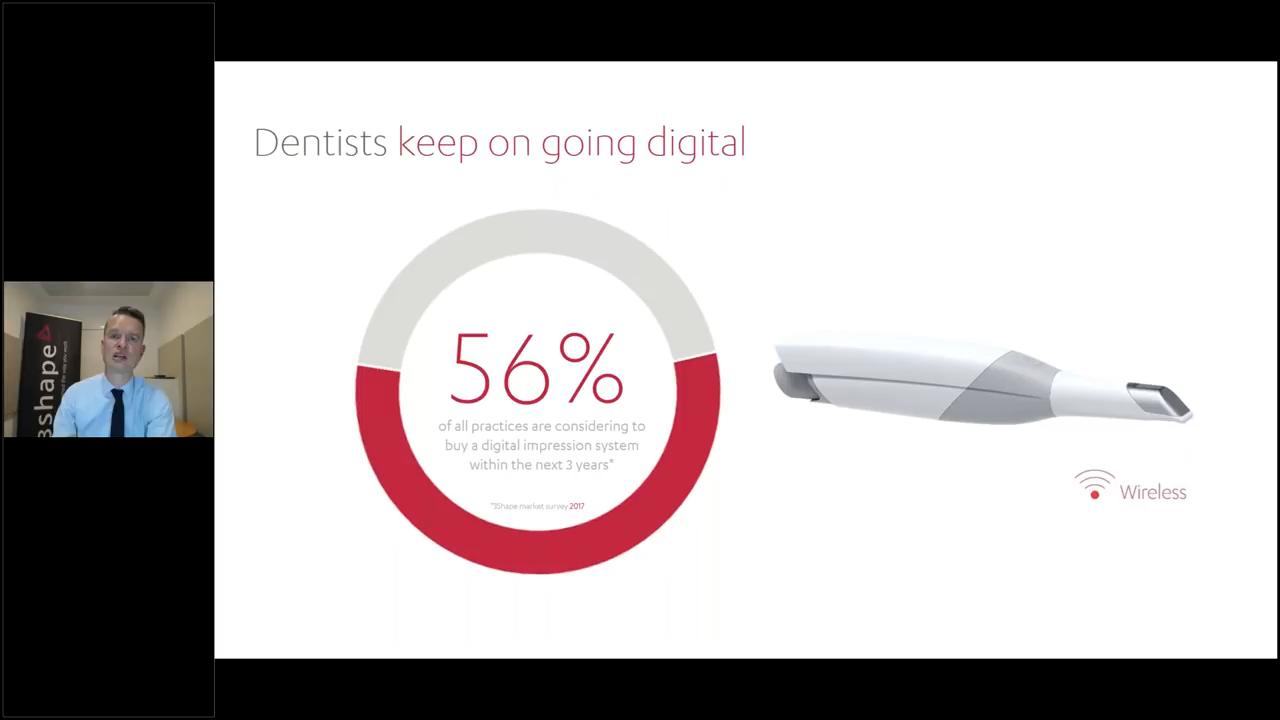 Dentists keep on going digital
56%
of all practices are considering to
buy a digital impression system
within the next 3 years*
*3Shape market survey 2017
Wireless
3shape